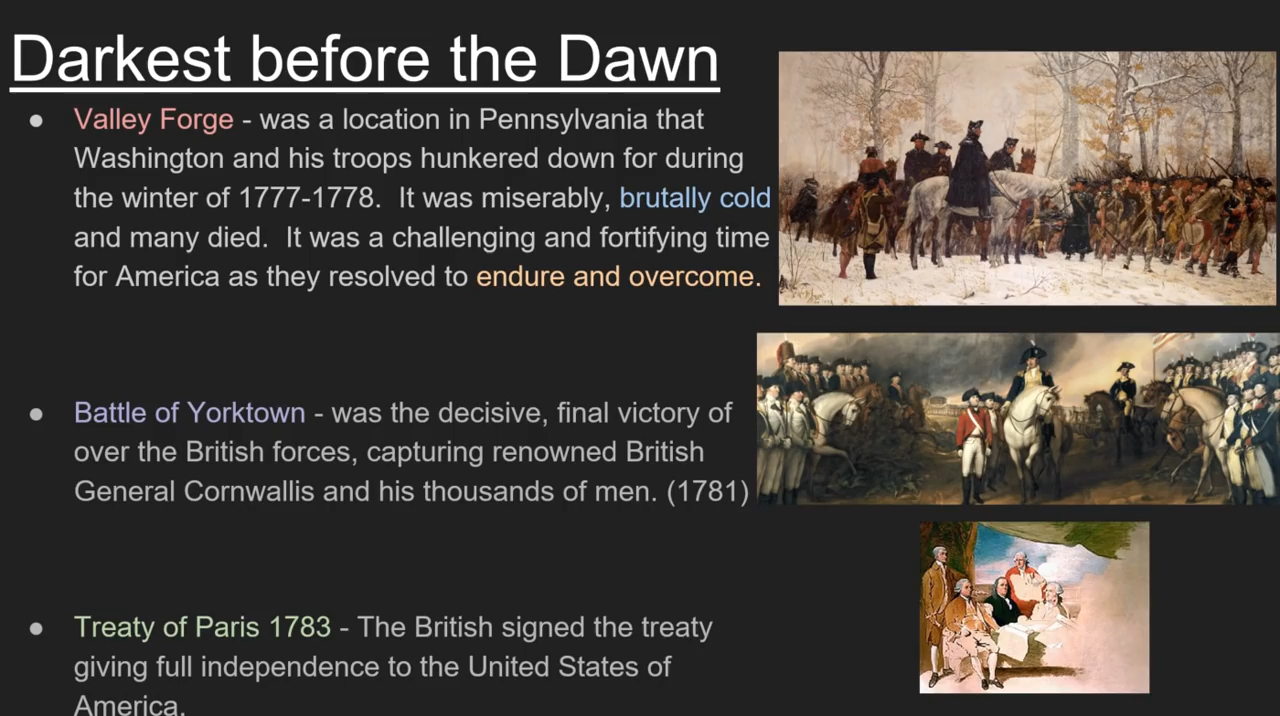 Darkest before the Dawn
● Valley Forge - was a location in Pennsylvania that
Washington and his troops hunkered down for during
the winter of 1777-1778.  It was miserably, brutally cold
and many died.  It was a challenging and fortifying time
for America as they resolved to endure and overcome.
● Battle of Yorktown - was the decisive, final victory of
over the British forces, capturing renowned British
General Cornwallis and his thousands of men. (1781)
● Treaty of Paris 1783 - The British signed the treaty
giving full independence to the United States of
America.